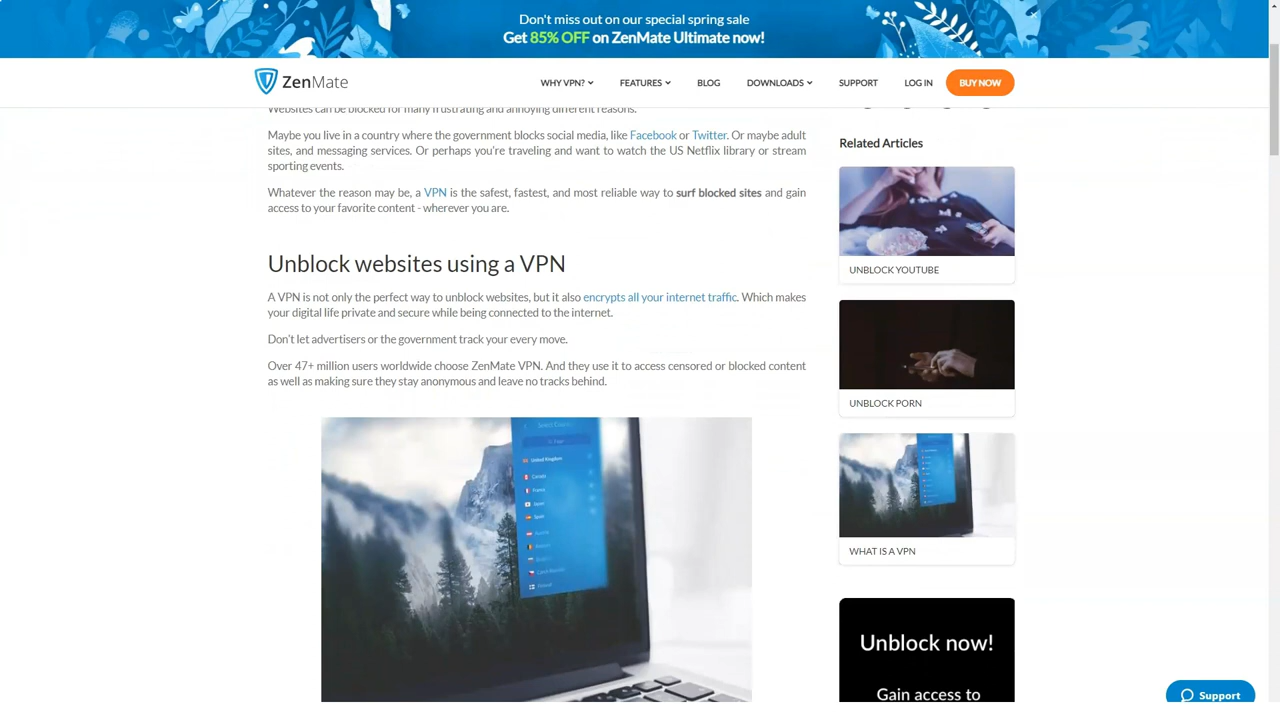 Don't miss out on our special spring sale
Get 85% OFF on ZenMate Ultimate now!
ZenMate
WHY VPN?
FEATURES
BLOG
DOWNLOADS
SUPPORT
LOG IN
BUY NOW
Websites can be blocked for many frustrating and annoying different reasons.
Maybe you live in a country where the government blocks social media, like Facebook or Twitter. Or maybe adult
sites, and messaging services. Or perhaps you're traveling and want to watch the US Netflix library or stream
sporting events.
Whatever the reason may be, a VPN is the safest, fastest, and most reliable way to surf blocked sites and gain
access to your favorite content - wherever you are.
Unblock websites using a VPN
A VPN is not only the perfect way to unblock websites, but it also encrypts all your internet traffic. Which makes
your digital life private and secure while being connected to the internet.
Don't let advertisers or the government track your every move.
Over 47+ million users worldwide choose ZenMate VPN. And they use it to access censored or blocked content
as well as making sure they stay anonymous and leave no tracks behind.
United Kingdom
Canada
France
Spain
Related Articles
UNBLOCK YOUTUBE
UNBLOCK PORN
WHAT IS A VPN
Unblock now!
Gain access to
Support